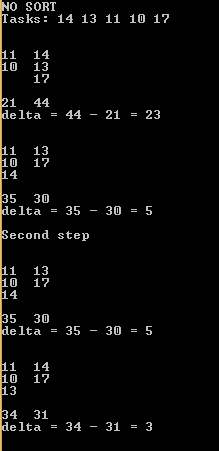 NO SORT
Tasks: 14 13 11 10 17
11 14
10 13
17
21 44
delta = 44 - 21 = 23
11 13
10 17
14
35 30
delta = 35 - 30 = 5
Second step
11 13
10 17
14
35 30
delta = 35 - 30 = 5
11 14
10 17
13
34 31
delta = 34 - 31 = 3